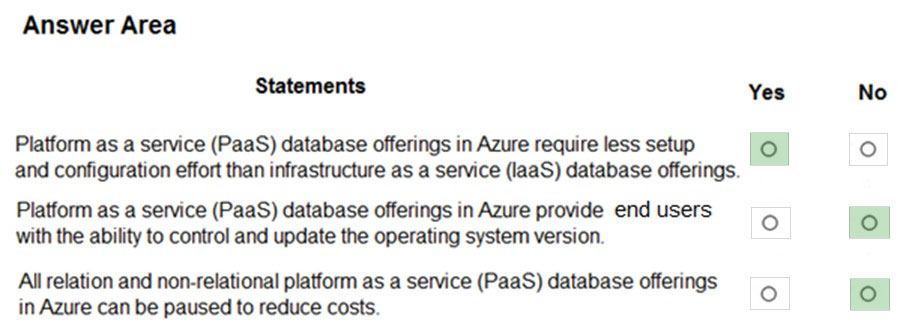 Answer Area
Statements Yes No
Platform as a service (PaaS) database offerings in Azure require less setup
and configuration effort than infrastructure as a service (IaaS) database offerings.
Platform as a service (PaaS) database offerings in Azure provide end users
with the ability to control and update the operating system version.
All relation and non-relational platform as a service (PaaS) database offerings
in Azure can be paused to reduce costs.